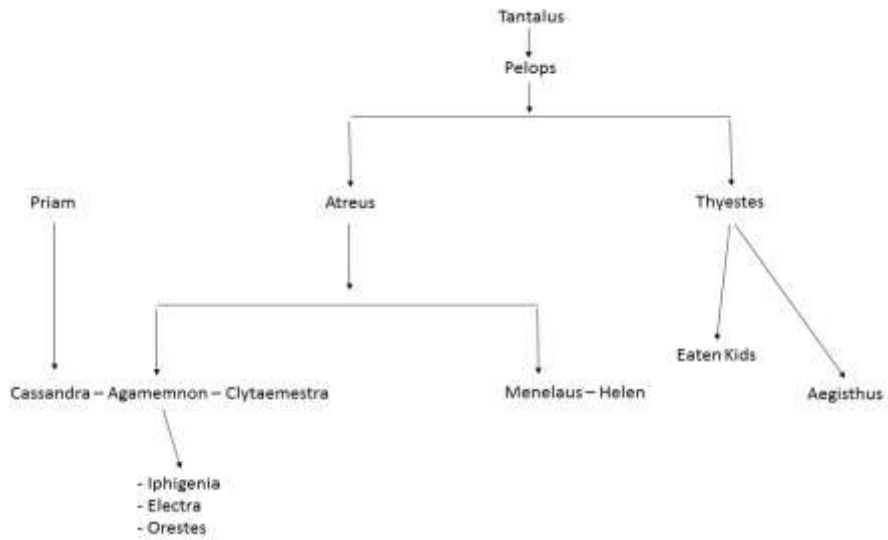 Tantalus
Pelops
Priam
Atreus
Thyestes
Eaten Kids
Cassandra – Agamemnon – Clytaemestra
Menelaus – Helen
Aegisthus
- Iphigenia
- Electra
- Orestes